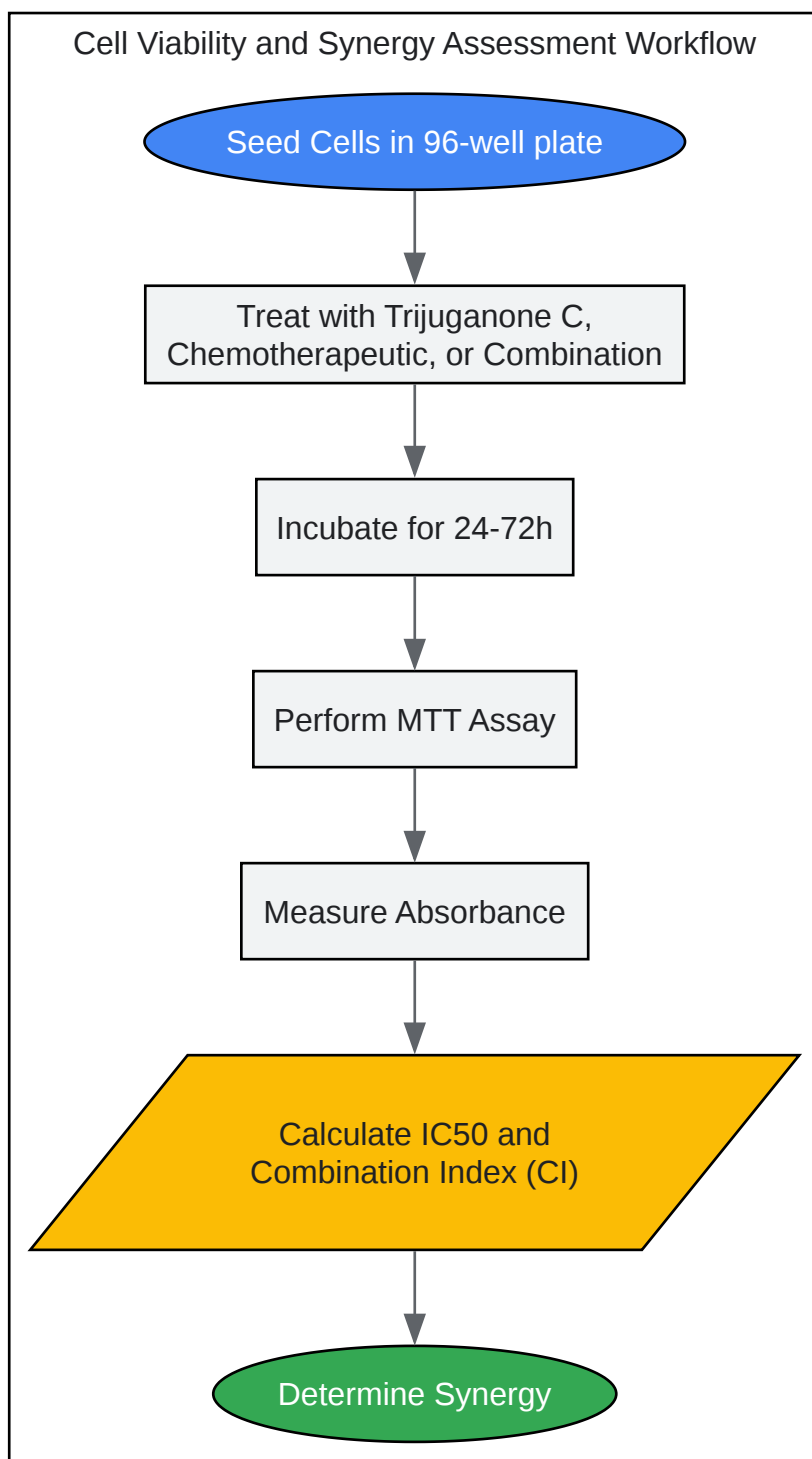 Cell Viability and Synergy Assessment Workflow
Seed Cells in 96-well plate
Treat with Trijuganone C,
Chemotherapeutic, or Combination
Incubate for 24-72h
Perform MTT Assay
Measure Absorbance
Calculate IC50 and
Combination Index (CI)
Determine Synergy